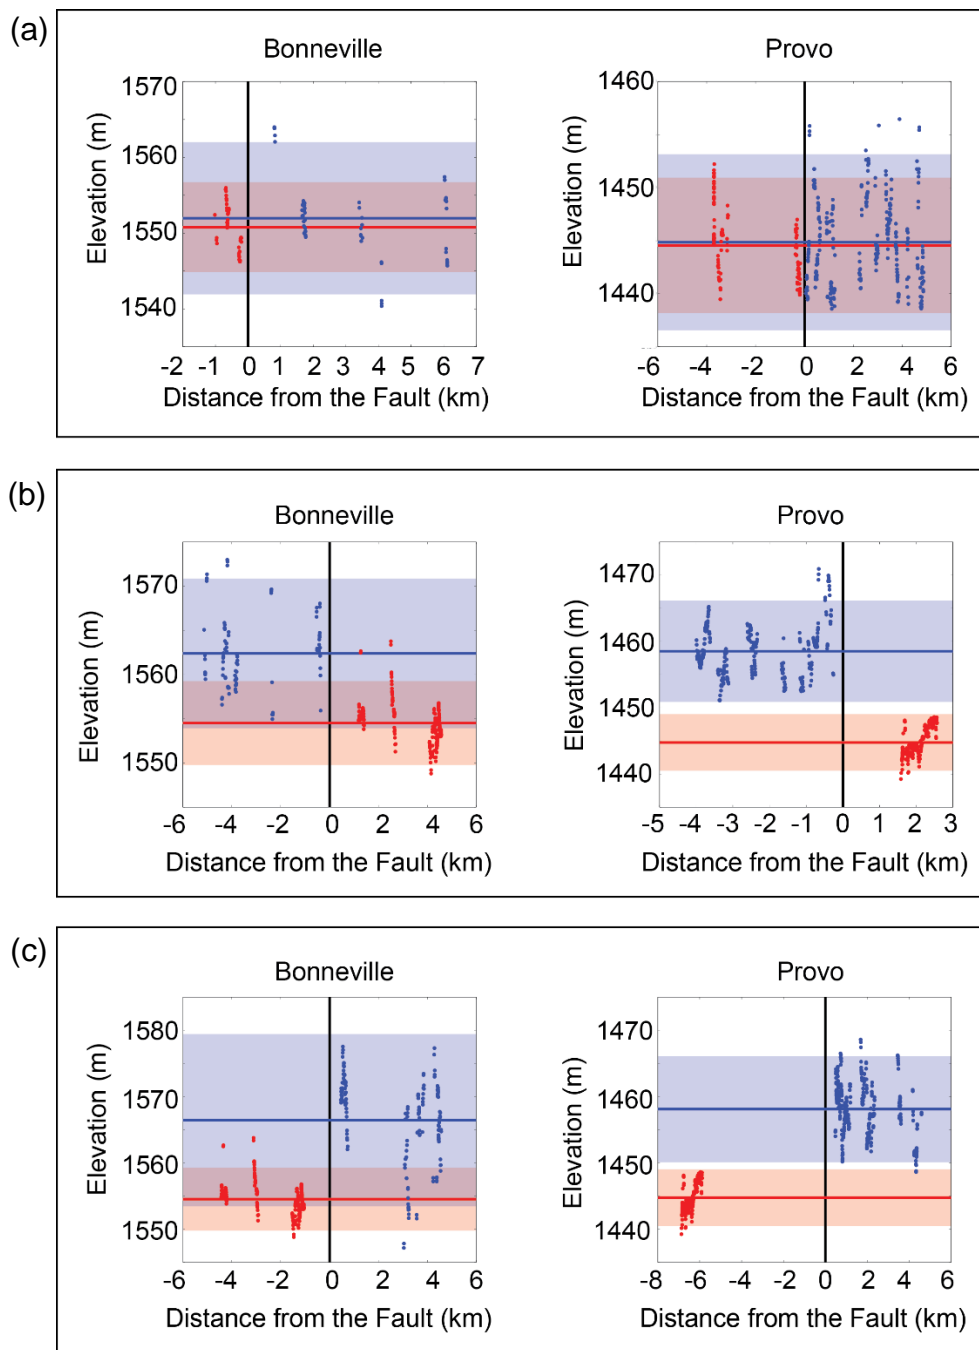 (a)
Bonneville
Elevation (m)
1570
1560
1550
1540
-2 -1 0 1 2 3 4 5 6 7
Distance from the Fault (km)
Provo
Elevation (m)
1460
1450
1440
-6 -4 -2 0 2 4 6
Distance from the Fault (km)
(b)
Bonneville
Elevation (m)
1570
1560
1550
-6 -4 -2 0 2 4 6
Distance from the Fault (km)
Provo
Elevation (m)
1470
1460
1450
1440
-5 -4 -3 -2 -1 0 1 2 3
Distance from the Fault (km)
(c)
Bonneville
Elevation (m)
1580
1570
1560
1550
-6 -4 -2 0 2 4 6
Distance from the Fault (km)
Provo
Elevation (m)
1470
1460
1450
1440
-8 -6 -4 -2 0 2 4 6
Distance from the Fault (km)